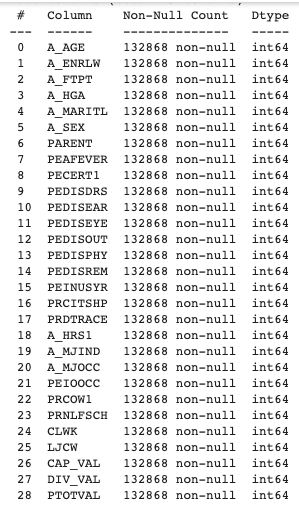 #   Column    Non-Null Count   Dtype
---  ------    --------------   -----
0   A_AGE     132868 non-null  int64
1   A_ENRLW   132868 non-null  int64
2   A_FTPT    132868 non-null  int64
3   A_HGA     132868 non-null  int64
4   A_MARITL  132868 non-null  int64
5   A_SEX     132868 non-null  int64
6   PARENT    132868 non-null  int64
7   PEAFEVER  132868 non-null  int64
8   PECERT1   132868 non-null  int64
9   PEDISDRS  132868 non-null  int64
10  PEDISEAR  132868 non-null  int64
11  PEDISEYE  132868 non-null  int64
12  PEDISOUT  132868 non-null  int64
13  PEDISPHY  132868 non-null  int64
14  PEDISREM  132868 non-null  int64
15  PEINUSYR  132868 non-null  int64
16  PRCITSHP  132868 non-null  int64
17  PRDTRACE  132868 non-null  int64
18  A_HRS1    132868 non-null  int64
19  A_MJIND   132868 non-null  int64
20  A_MJOCC   132868 non-null  int64
21  PEIOOCC   132868 non-null  int64
22  PRCOW1    132868 non-null  int64
23  PRNLFSCH  132868 non-null  int64
24  CLWK      132868 non-null  int64
25  LJCW      132868 non-null  int64
26  CAP_VAL   132868 non-null  int64
27  DIV_VAL   132868 non-null  int64
28  PTOTVAL   132868 non-null  int64